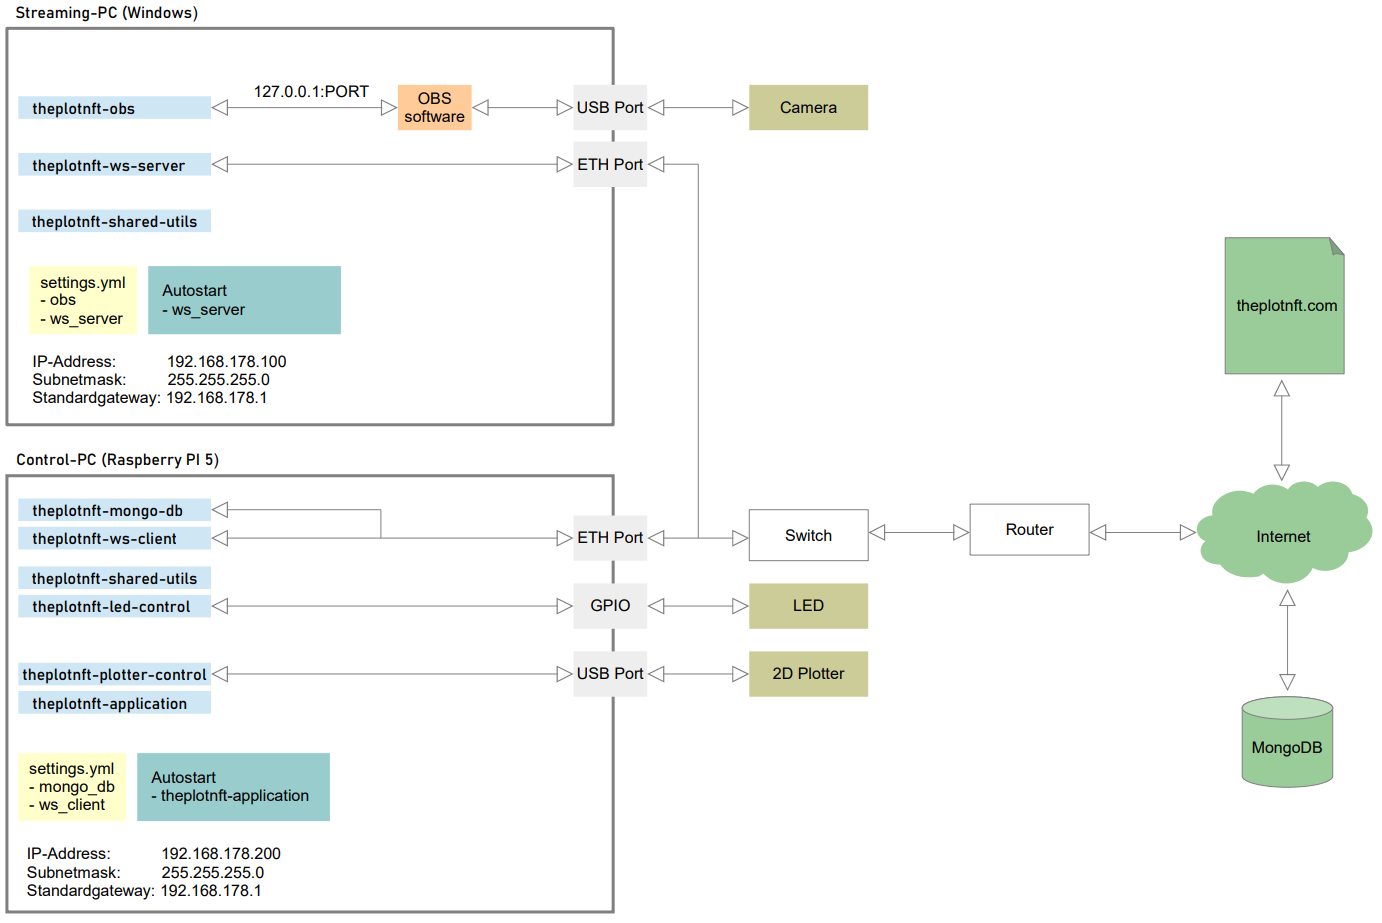 Streaming-PC (Windows)
theplotnft-obs
127.0.0.1:PORT
OBS
software
USB Port
Camera
theplotnft-ws-server
ETH Port
theplotnft-shared-utils
settings.yml
- obs
- ws_server
Autostart
- ws_server
IP-Address: 192.168.178.100
Subnetmask: 255.255.255.0
Standardgateway: 192.168.178.1
Control-PC (Raspberry PI 5)
theplotnft-mongo-db
theplotnft-ws-client
ETH Port
theplotnft-shared-utils
theplotnft-led-control
GPIO
LED
theplotnft-plotter-control
USB Port
2D Plotter
theplotnft-application
settings.yml
- mongo_db
- ws_client
Autostart
- theplotnft-application
IP-Address: 192.168.178.200
Subnetmask: 255.255.255.0
Standardgateway: 192.168.178.1
Switch
Router
theplotnft.com
Internet
MongoDB